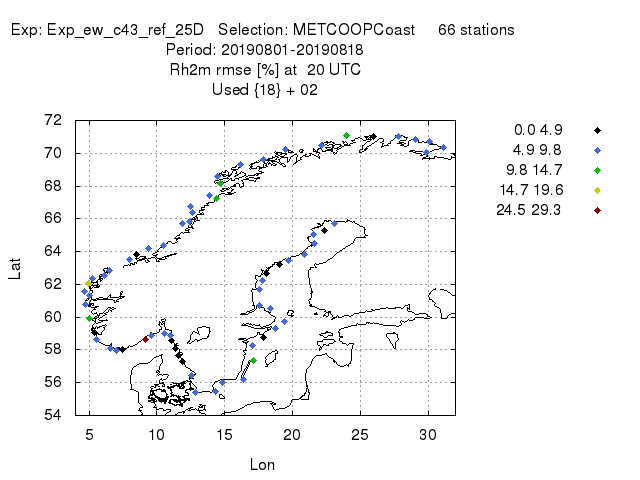 Exp: Exp_ew_c43_ref_25D   Selection: METCOOPCoast     66 stations
Period: 20190801-20190818
Rh2m rmse [%] at  20 UTC
Used {18} + 02
0.0 4.9
4.9 9.8
9.8 14.7
14.7 19.6
24.5 29.3
72
70
68
66
64
62
60
58
56
54
Lat
5 10 15 20 25 30
Lon